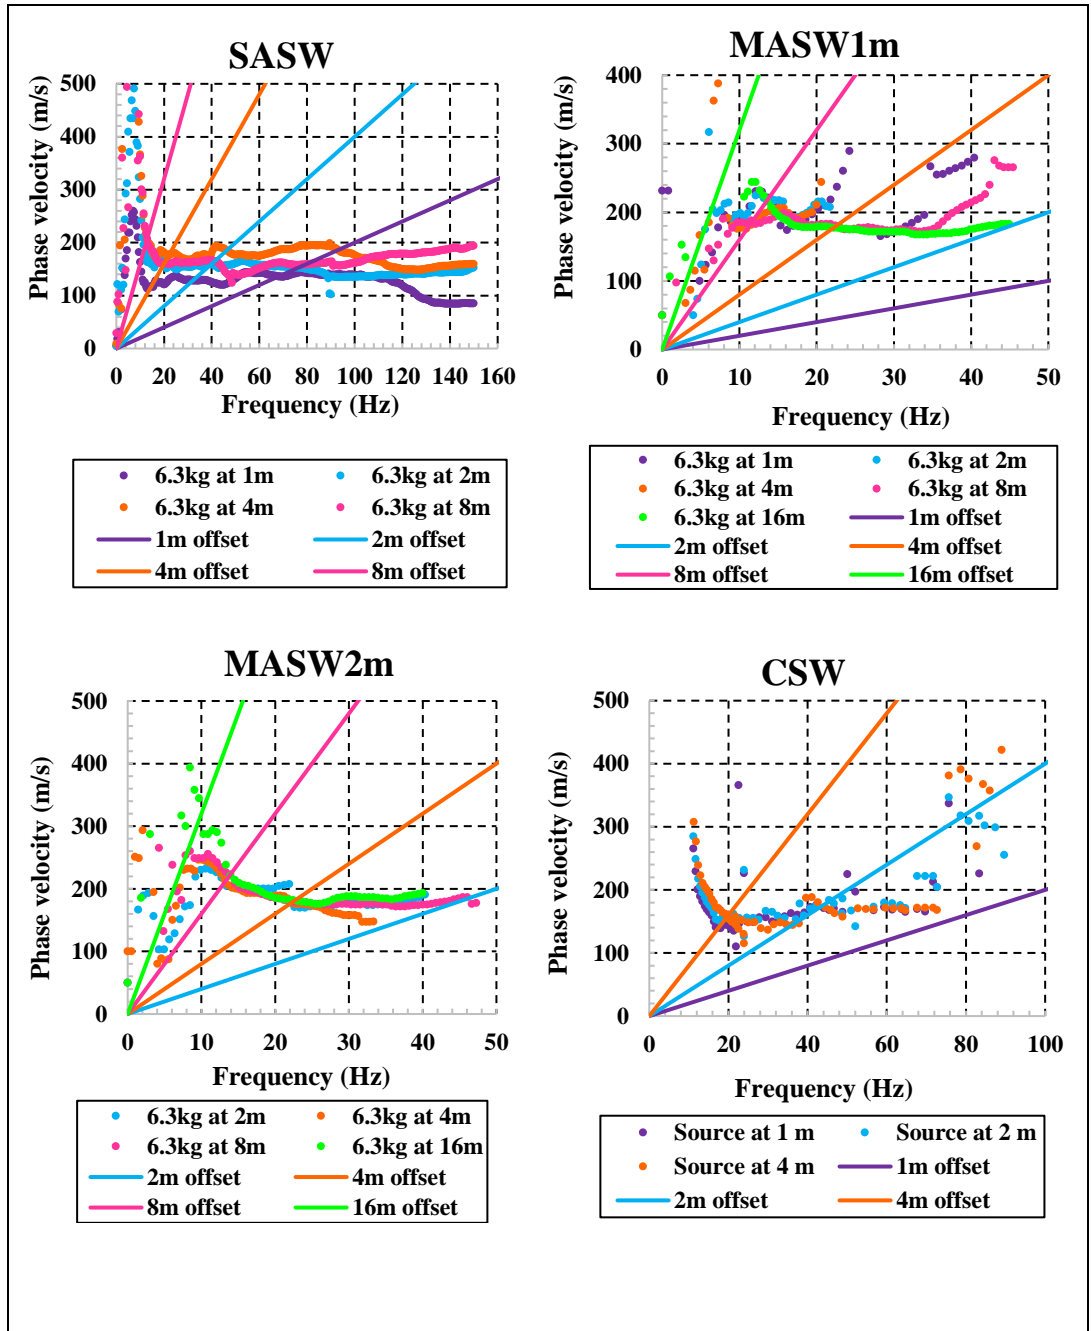 SASW
Phase velocity (m/s)
500
400
300
200
100
0
0 20 40 60 80 100 120 140 160
Frequency (Hz)
6.3kg at 1m 6.3kg at 2m
6.3kg at 4m 6.3kg at 8m
1m offset 2m offset
4m offset 8m offset
MASW1m
Phase velocity (m/s)
400
300
200
100
0
0 10 20 30 40 50
Frequency (Hz)
6.3kg at 1m 6.3kg at 2m
6.3kg at 4m 6.3kg at 8m
6.3kg at 16m 1m offset
2m offset 4m offset
8m offset 16m offset
MASW2m
Phase velocity (m/s)
500
400
300
200
100
0
0 10 20 30 40 50
Frequency (Hz)
6.3kg at 2m 6.3kg at 4m
6.3kg at 8m 6.3kg at 16m
2m offset 4m offset
8m offset 16m offset
CSW
Phase velocity (m/s)
500
400
300
200
100
0
0 20 40 60 80 100
Frequency (Hz)
Source at 1 m Source at 2 m
Source at 4 m 1m offset
2m offset 4m offset